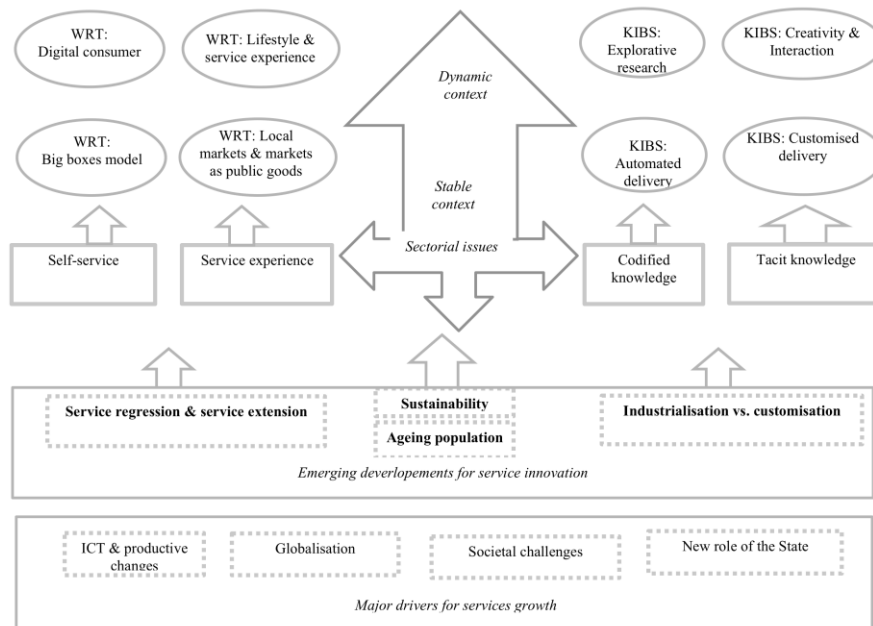 WRT:
Digital consumer
WRT: Lifestyle &
service experience
Dynamic
context
KIBS:
Explorative
research
KIBS: Creativity &
Interaction
WRT:
Big boxes model
WRT: Local
markets & markets
as public goods
Stable
context
KIBS:
Automated
delivery
KIBS: Customised
delivery
Self-service
Service experience
Sectorial issues
Codified
knowledge
Tacit knowledge
Service regression & service extension
Sustainability
Ageing population
Industrialisation vs. customisation
Emerging deverlopements for service innovation
ICT & productive
changes
Globalisation
Societal challenges
New role of the State
Major drivers for services growth